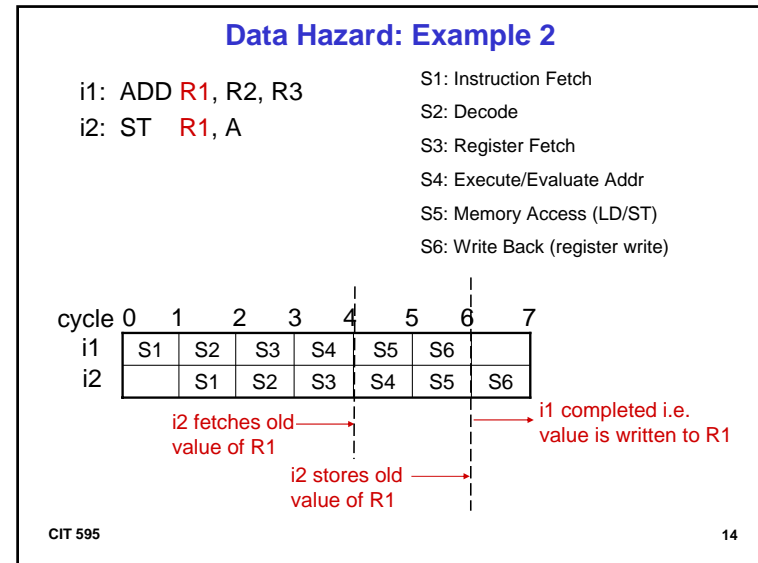 Data Hazard: Example 2
i1: ADD R1, R2, R3
i2: ST R1, A
S1: Instruction Fetch
S2: Decode
S3: Register Fetch
S4: Execute/Evaluate Addr
S5: Memory Access (LD/ST)
S6: Write Back (register write)
cycle 0 1 2 3 4 5 6 7
i1 S1 S2 S3 S4 S5 S6
i2 S1 S2 S3 S4 S5 S6
i2 fetches old
value of R1
i1 completed i.e.
value is written to R1
i2 stores old
value of R1
CIT 595
14